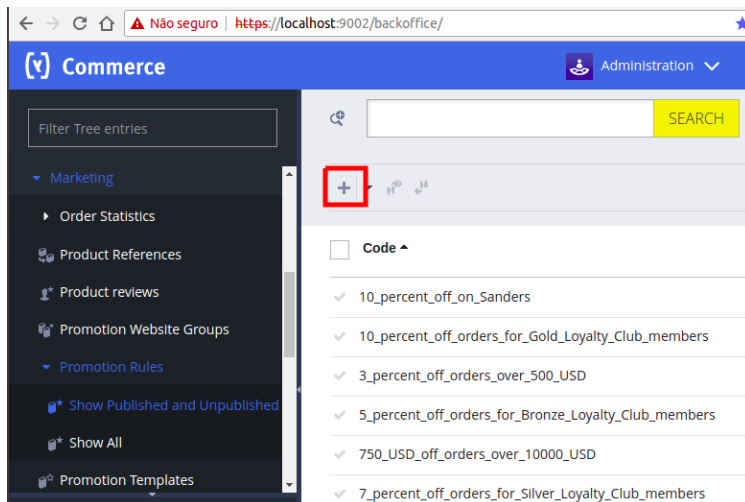 Não seguro | https://localhost:9002/backoffice/
(y) Commerce
Administration
Filter Tree entries
SEARCH
Marketing
Order Statistics
Product References
Product reviews
Promotion Website Groups
Promotion Rules
Show Published and Unpublished
Show All
Promotion Templates
Code
10_percent_off_on_Sanders
10_percent_off_orders_for_Gold_Loyalty_Club_members
3_percent_off_orders_over_500_USD
5_percent_off_orders_for_Bronze_Loyalty_Club_members
750_USD_off_orders_over_10000_USD
7_percent_off_orders_for_Silver_Loyalty_Club_members